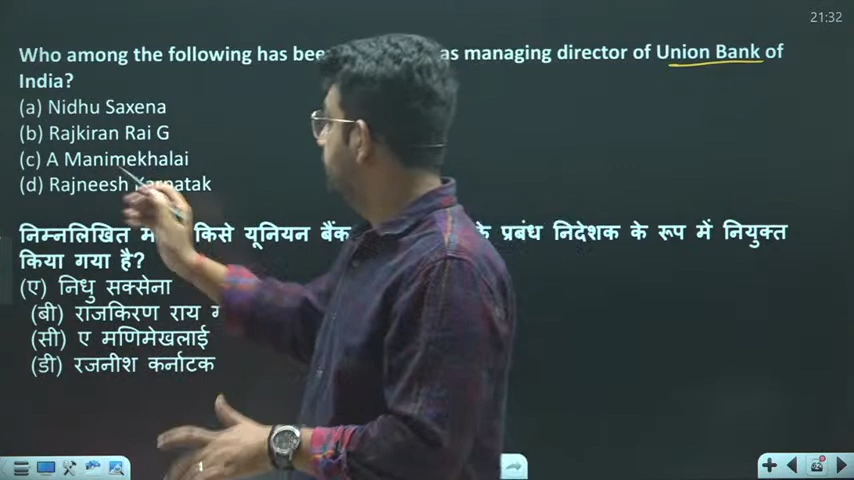 21:32
Who among the following has bee as managing director of Union Bank of
India?
(a) Nidhu Saxena
(b) Rajkiran Rai G
(c) A Manimekhalai
(d) Rajneesh Karnatak
निम्नलिखित में किसे यूनियन बैंक के प्रबंध निदेशक के रूप में नियुक्त
किया गया है?
(ए) निधु सक्सेना
(बी) राजकिरण राय
(सी) ए मणिमेखलाई
(डी) रजनीश कर्नाटक